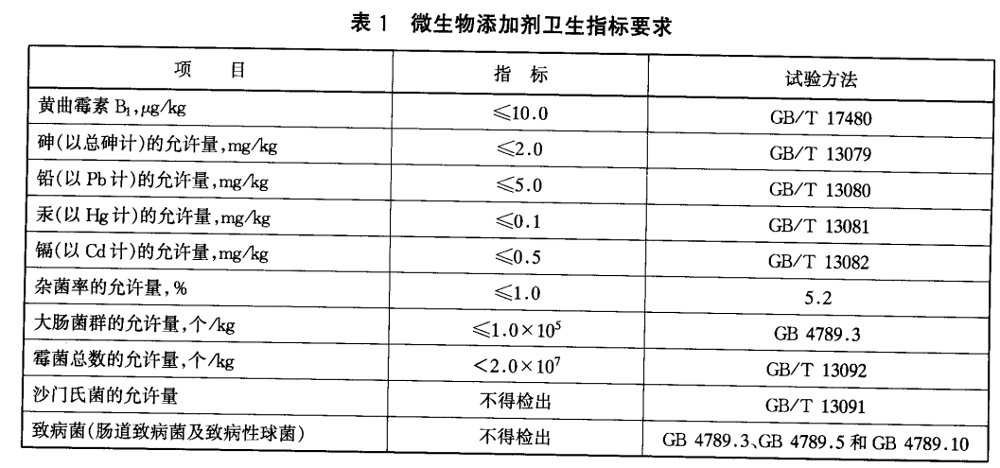 表 1 微生物添加剂卫生指标要求
项 目 指 标 试验方法
黄曲霉素 B₁,μg/kg ≤10.0 GB/T 17480
砷(以总砷计)的允许量,mg/kg ≤2.0 GB/T 13079
铅(以 Pb 计)的允许量,mg/kg ≤5.0 GB/T 13080
汞(以 Hg 计)的允许量,mg/kg ≤0.1 GB/T 13081
镉(以 Cd 计)的允许量,mg/kg ≤0.5 GB/T 13082
杂菌率的允许量,% ≤1.0 5.2
大肠菌群的允许量,个/kg ≤1.0×10⁵ GB 4789.3
霉菌总数的允许量,个/kg <2.0×10⁷ GB/T 13092
沙门氏菌的允许量 不得检出 GB/T 13091
致病菌(肠道致病菌及致病性球菌) 不得检出 GB 4789.3、GB 4789.5 和 GB 4789.10